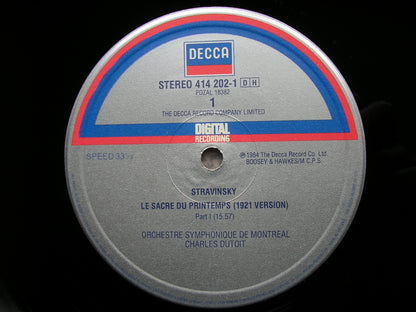 DECCA
STEREO 414 202-1 DH
PDZAL 18382
1
THE DECCA RECORD COMPANY LIMITED
DIGITAL
RECORDING
SPEED 33⅓
℗ 1984 The Decca Record Co. Ltd.
BOOSEY & HAWKES/M.C.P.S.
STRAVINSKY
LE SACRE DU PRINTEMPS (1921 VERSION)
Part I (15.57)
ORCHESTRE SYMPHONIQUE DE MONTREAL
CHARLES DUTOIT